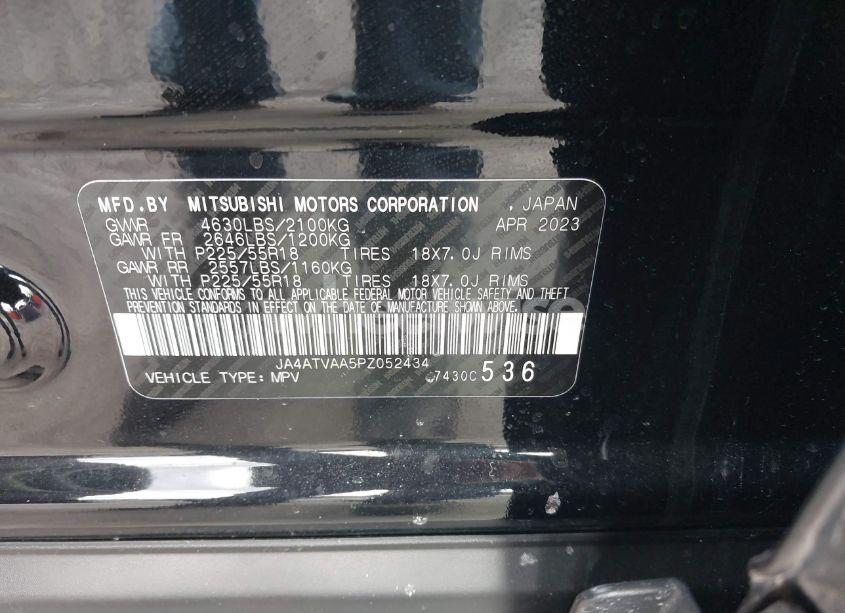 MFD.BY MITSUBISHI MOTORS CORPORATION , JAPAN
GVWR 4630LBS/2100KG APR 2023
GAWR FR 2646LBS/1200KG
WITH P225/55R18 TIRES 18X7.0J RIMS
GAWR RR 2557LBS/1160KG
WITH P225/55R18 TIRES 18X7.0J RIMS
THIS VEHICLE CONFORMS TO ALL APPLICABLE FEDERAL MOTOR VEHICLE SAFETY AND THEFT
PREVENTION STANDARDS IN EFFECT ON THE DATE OF MANUFACTURE SHOWN ABOVE.
JA4ATVAA5PZ052434
VEHICLE TYPE: MPV 7430C 536